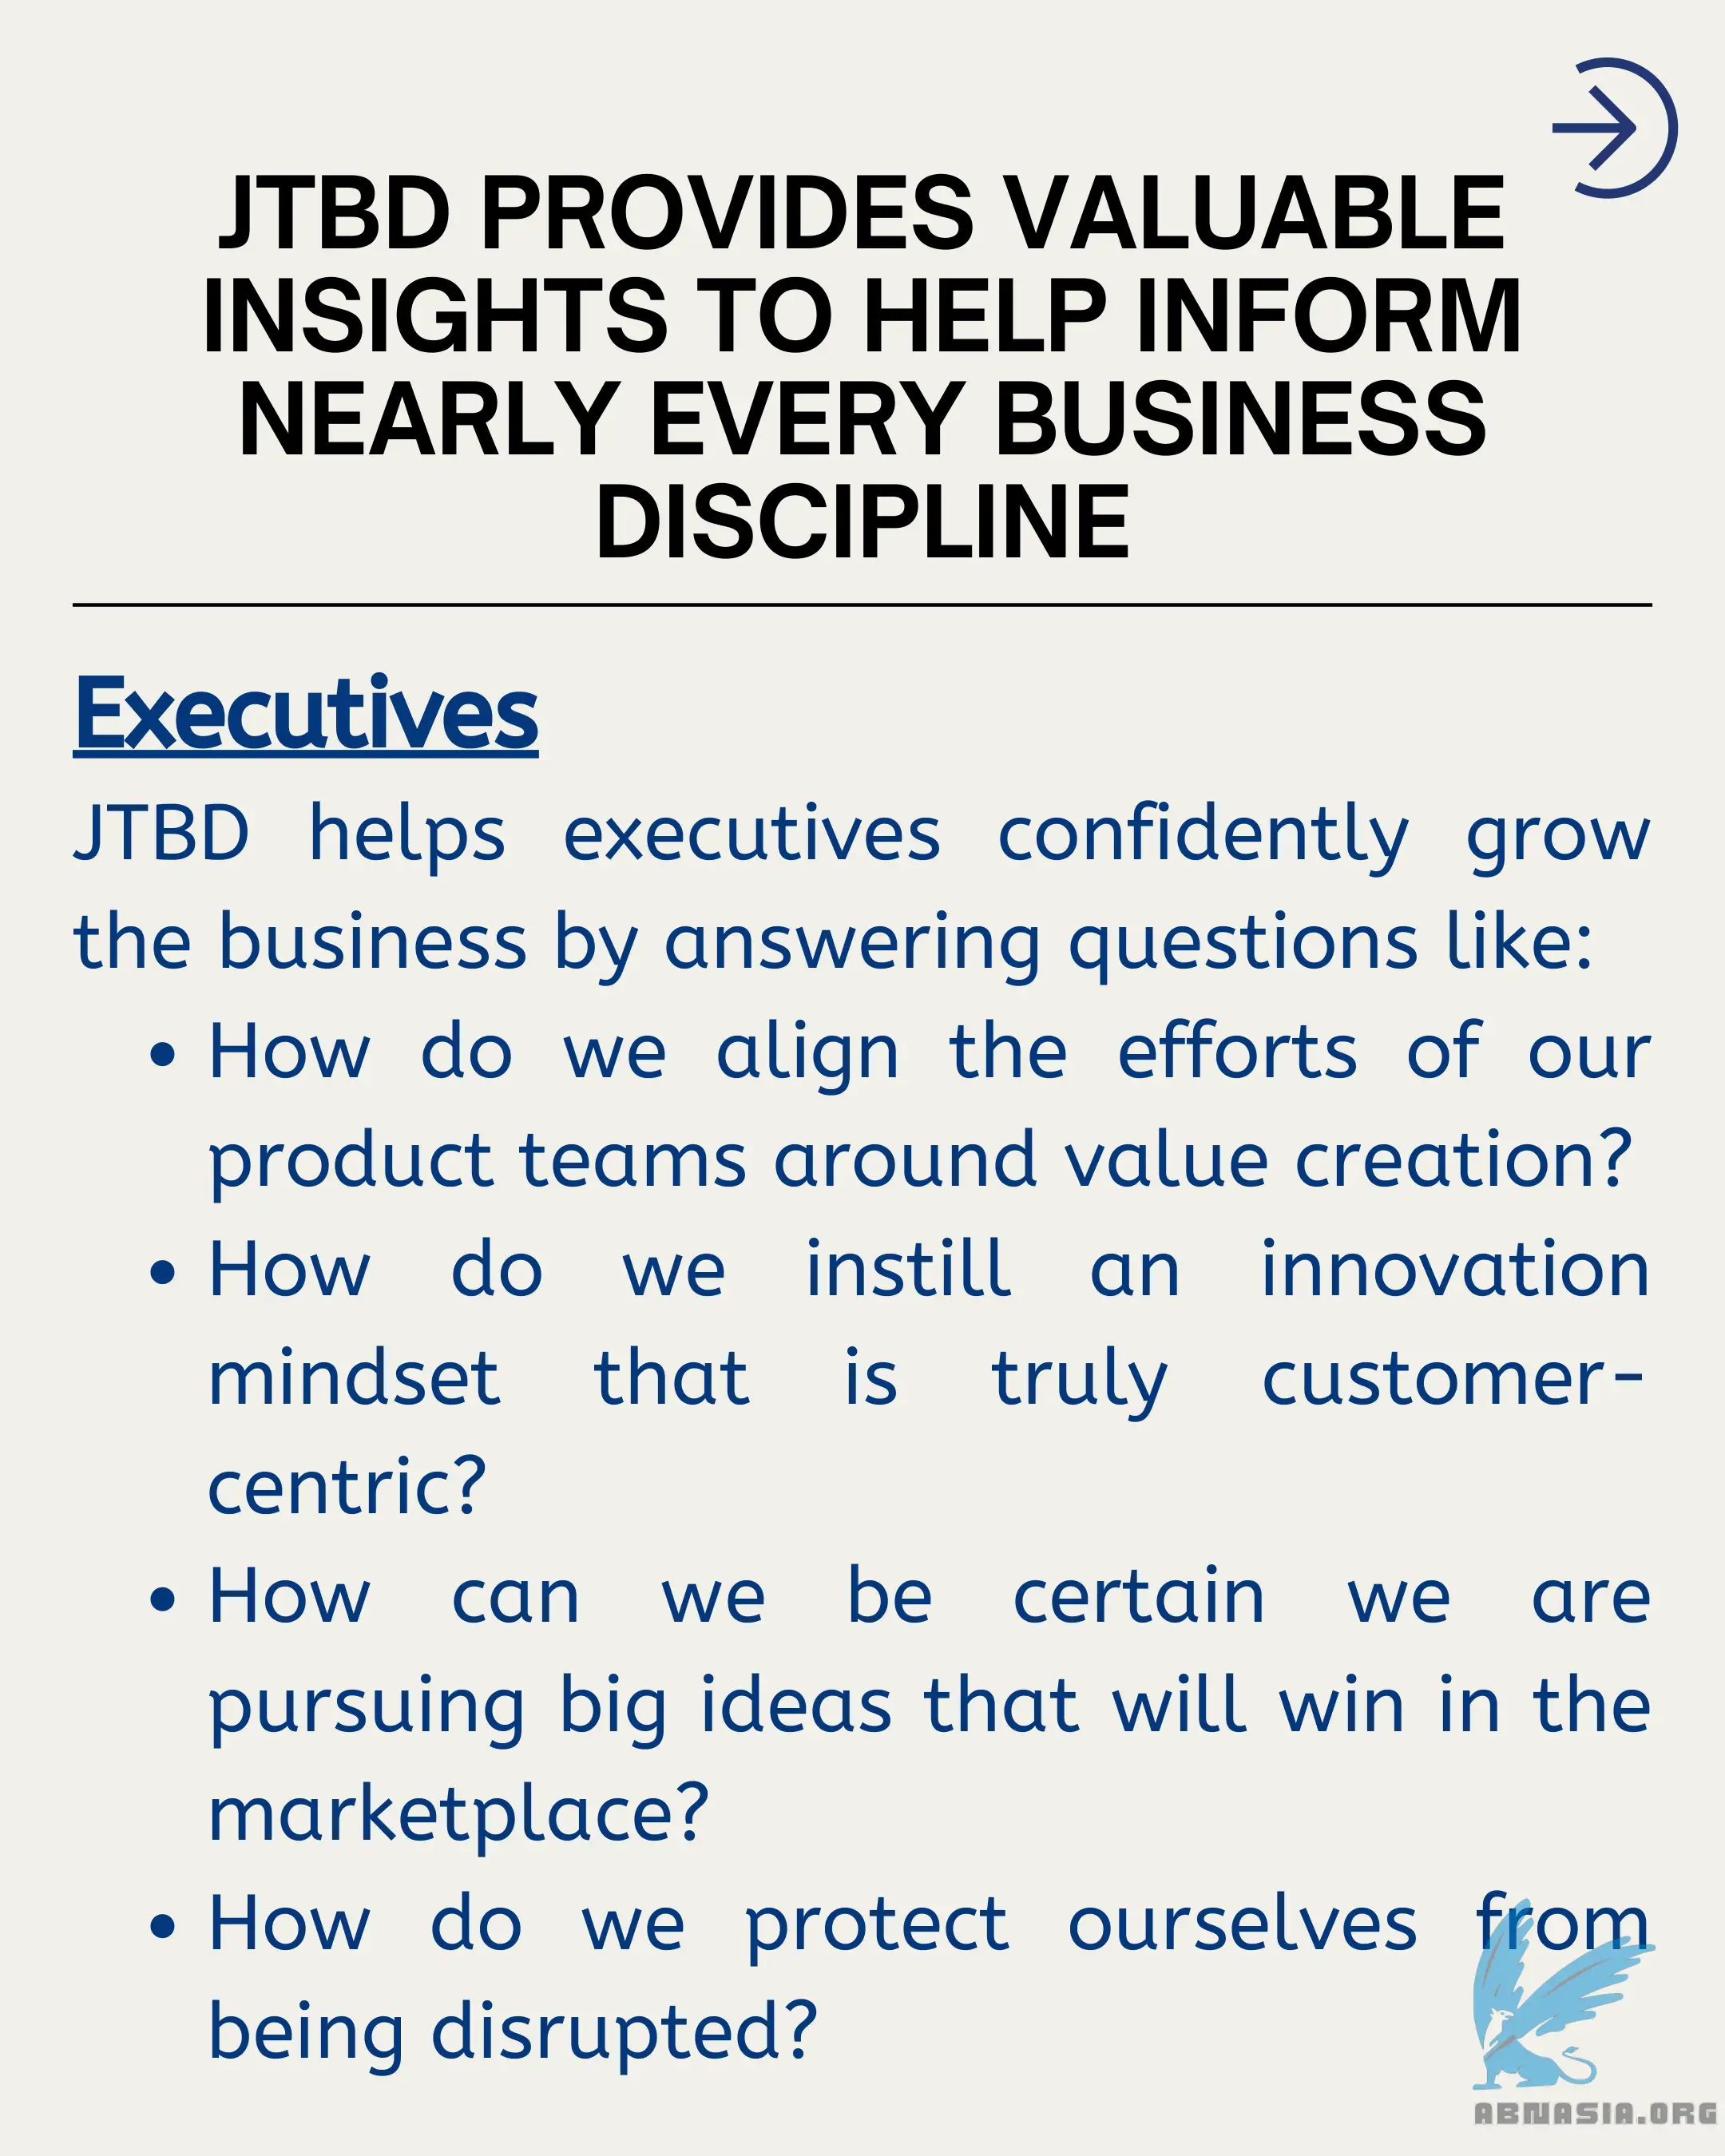 JTBD PROVIDES VALUABLE
INSIGHTS TO HELP INFORM
NEARLY EVERY BUSINESS
DISCIPLINE
Executives
JTBD helps executives confidently grow
the business by answering questions like:
• How do we align the efforts of our
product teams around value creation?
• How do we instill an innovation
mindset that is truly customer-
centric?
• How can we be certain we are
pursuing big ideas that will win in the
marketplace?
• How do we protect ourselves from
being disrupted?
ABNASIA.ORG